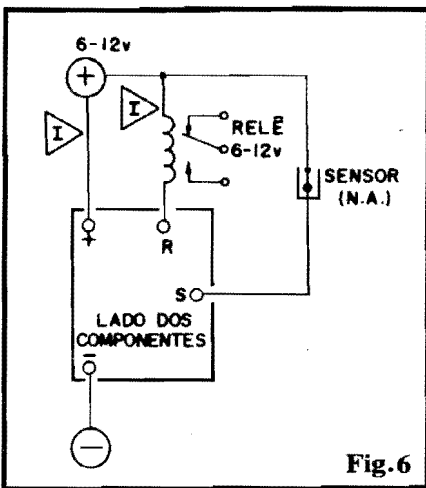 6-12v
+
I
I
RELÊ
6-12v
SENSOR
(N.A.)
+
R
S
LADO DOS
COMPONENTES
-
-
Fig.6